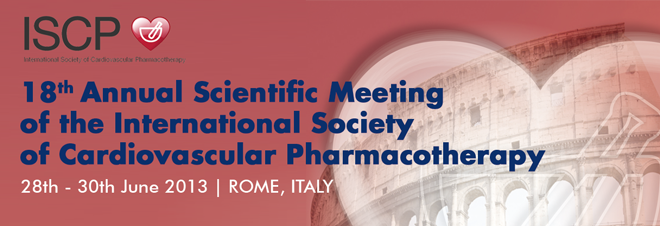 ISCP
International Society of Cardiovascular Pharmacotherapy
18th Annual Scientific Meeting
of the International Society
of Cardiovascular Pharmacotherapy
28th - 30th June 2013 | ROME, ITALY